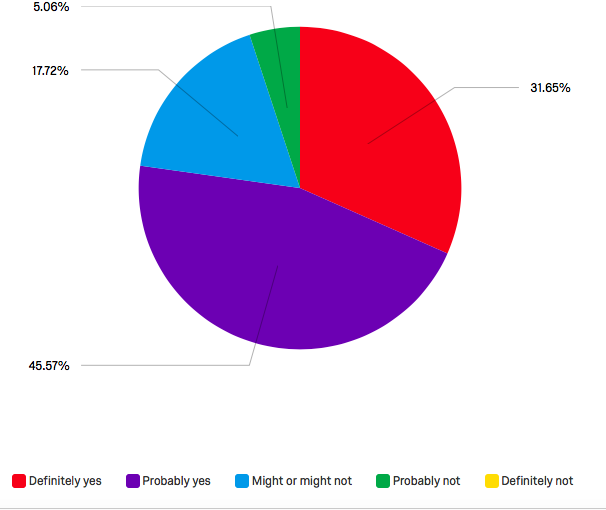 5.06%
17.72%
31.65%
45.57%
Definitely yes Probably yes Might or might not Probably not Definitely not